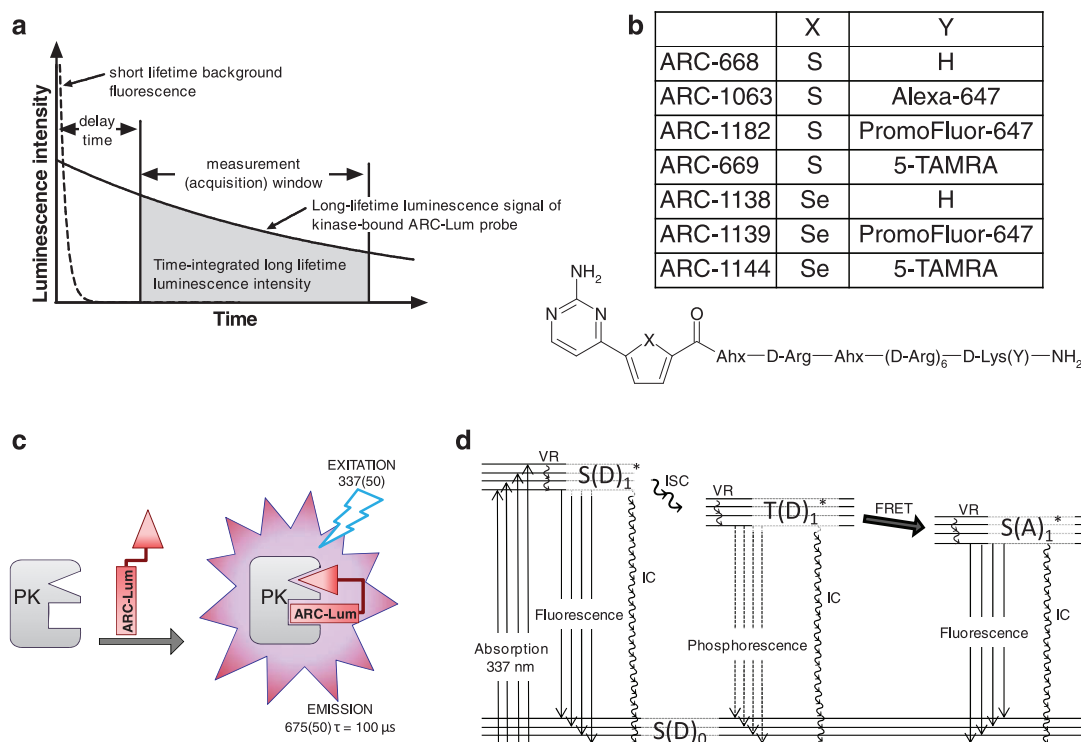 a
short lifetime background
fluorescence
delay
time
measurement
(acquisition) window
Long-lifetime luminescence signal of
kinase-bound ARC-Lum probe
Time-integrated long lifetime
luminescence intensity
Luminescence intensity
Time
b
X Y
ARC-668 S H
ARC-1063 S Alexa-647
ARC-1182 S PromoFluor-647
ARC-669 S 5-TAMRA
ARC-1138 Se H
ARC-1139 Se PromoFluor-647
ARC-1144 Se 5-TAMRA
NH2
N N
X
O
Ahx—D-Arg—Ahx—(D-Arg)6—D-Lys(Y)—NH2
c
EXITATION
337(50)
PK
ARC-Lum
PK
ARC-Lum
EMISSION
675(50) τ = 100 µs
d
VR
S(D)1*
ISC
VR
T(D)1*
FRET
VR
S(A)1*
IC
IC
IC
Fluorescence
Absorption
337 nm
Phosphorescence
Fluorescence
S(D)0